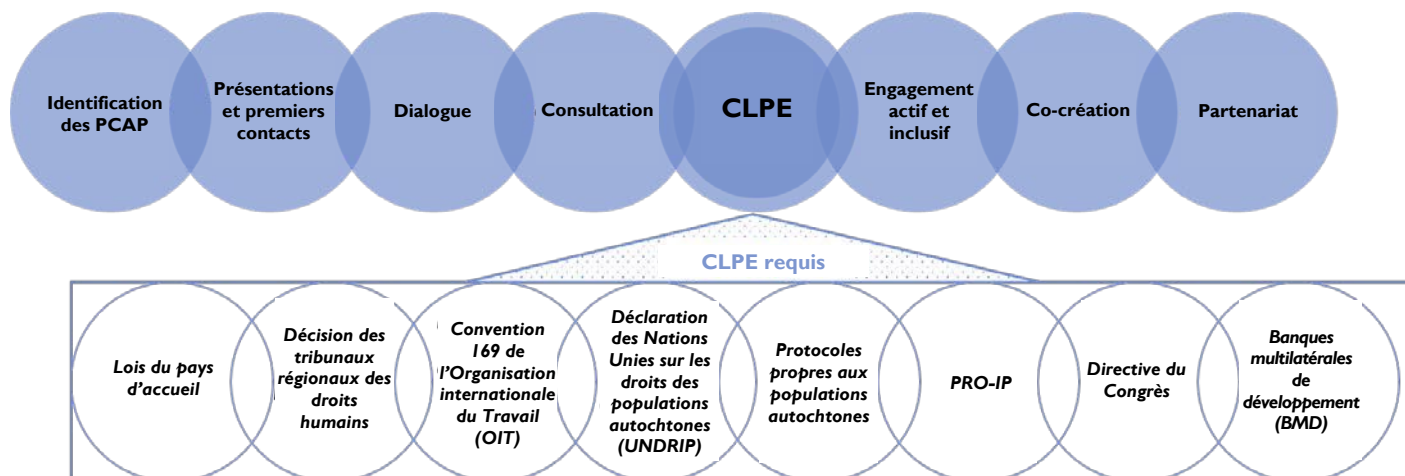 Identification
des PCAP
Présentations
et premiers
contacts
Dialogue
Consultation
CLPE
Engagement
actif et
inclusif
Co-création
Partenariat
CLPE requis
Lois du pays
d'accueil
Décision des
tribunaux
régionaux des
droits
humains
Convention
169 de
l'Organisation
internationale
du Travail
(OIT)
Déclaration
des Nations
Unies sur les
droits des
populations
autochtones
(UNDRIP)
Protocoles
propres aux
populations
autochtones
PRO-IP
Directive du
Congrès
Banques
multilatérales
de
développement
(BMD)